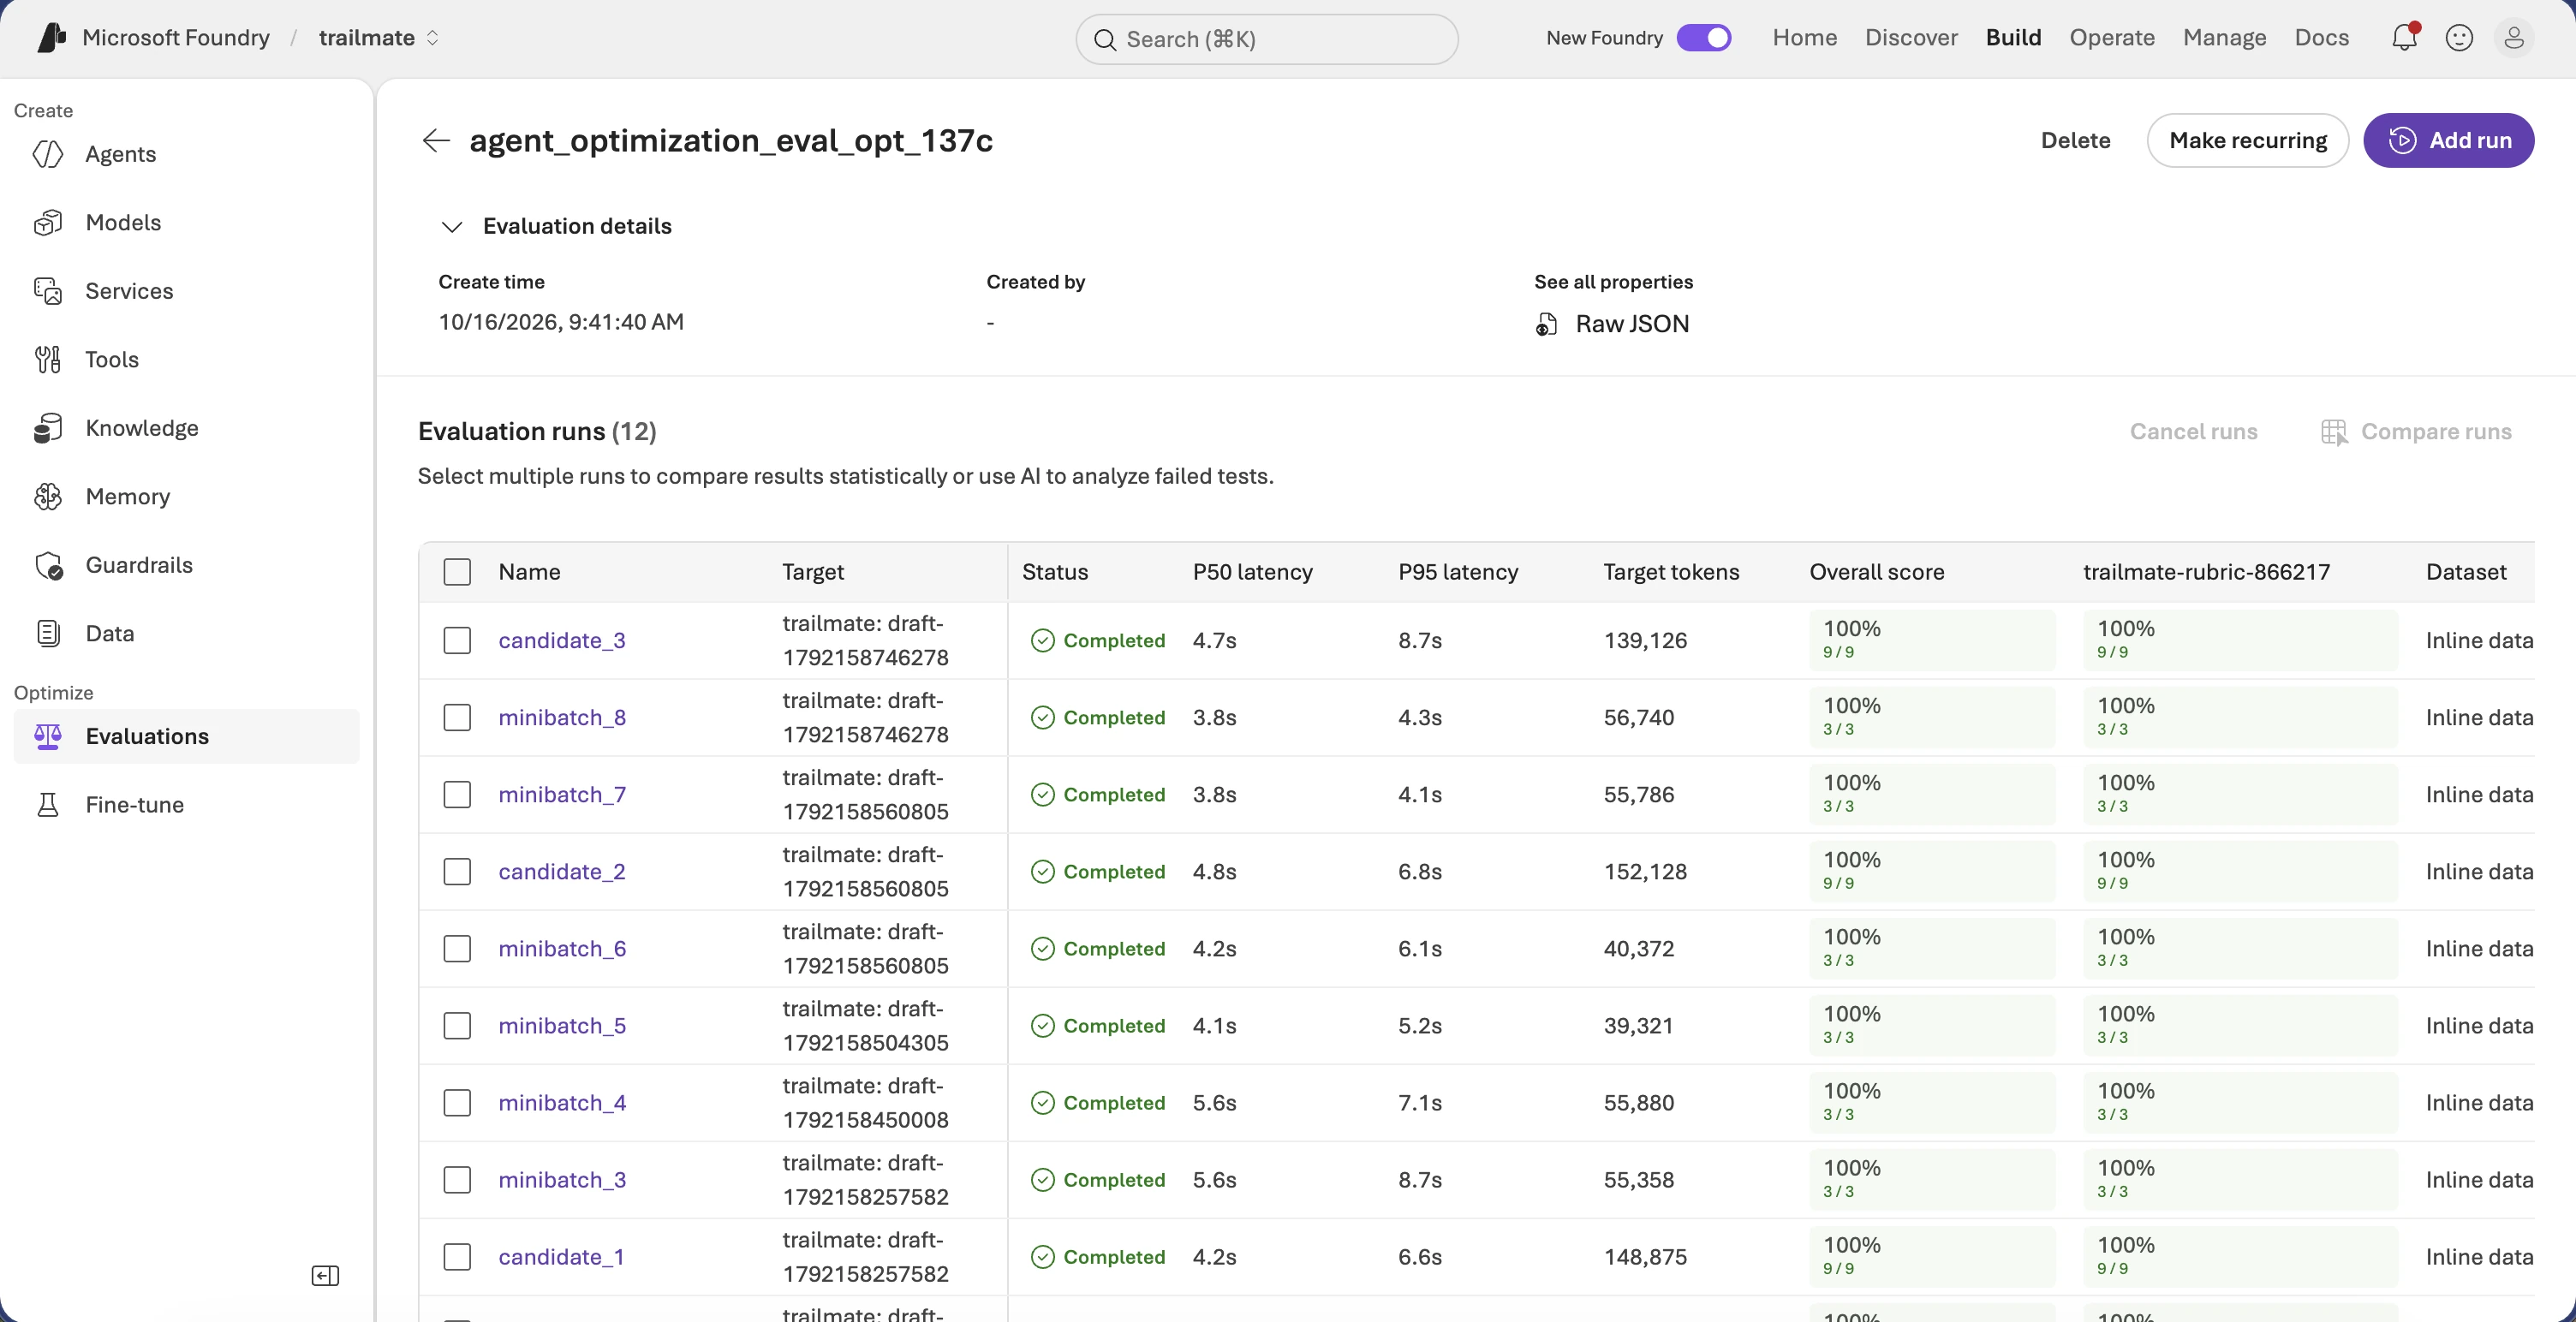 Microsoft Foundry / trailmate
Search (⌘K)
New Foundry
Home Discover Build Operate Manage Docs
Create
Agents
Models
Services
Tools
Knowledge
Memory
Guardrails
Data
Optimize
Evaluations
Fine-tune
agent_optimization_eval_opt_137c
Delete Make recurring Add run
Evaluation details
Create time Created by See all properties
10/16/2026, 9:41:40 AM - Raw JSON
Evaluation runs (12)
Cancel runs Compare runs
Select multiple runs to compare results statistically or use AI to analyze failed tests.
Name Target Status P50 latency P95 latency Target tokens Overall score trailmate-rubric-866217 Dataset
candidate_3 trailmate: draft-1792158746278 Completed 4.7s 8.7s 139,126 100% 9/9 100% 9/9 Inline data
minibatch_8 trailmate: draft-1792158746278 Completed 3.8s 4.3s 56,740 100% 3/3 100% 3/3 Inline data
minibatch_7 trailmate: draft-1792158560805 Completed 3.8s 4.1s 55,786 100% 3/3 100% 3/3 Inline data
candidate_2 trailmate: draft-1792158560805 Completed 4.8s 6.8s 152,128 100% 9/9 100% 9/9 Inline data
minibatch_6 trailmate: draft-1792158560805 Completed 4.2s 6.1s 40,372 100% 3/3 100% 3/3 Inline data
minibatch_5 trailmate: draft-1792158504305 Completed 4.1s 5.2s 39,321 100% 3/3 100% 3/3 Inline data
minibatch_4 trailmate: draft-1792158450008 Completed 5.6s 7.1s 55,880 100% 3/3 100% 3/3 Inline data
minibatch_3 trailmate: draft-1792158257582 Completed 5.6s 8.7s 55,358 100% 3/3 100% 3/3 Inline data
candidate_1 trailmate: draft-1792158257582 Completed 4.2s 6.6s 148,875 100% 9/9 100% 9/9 Inline data
trailmate: draft- 100% 100%